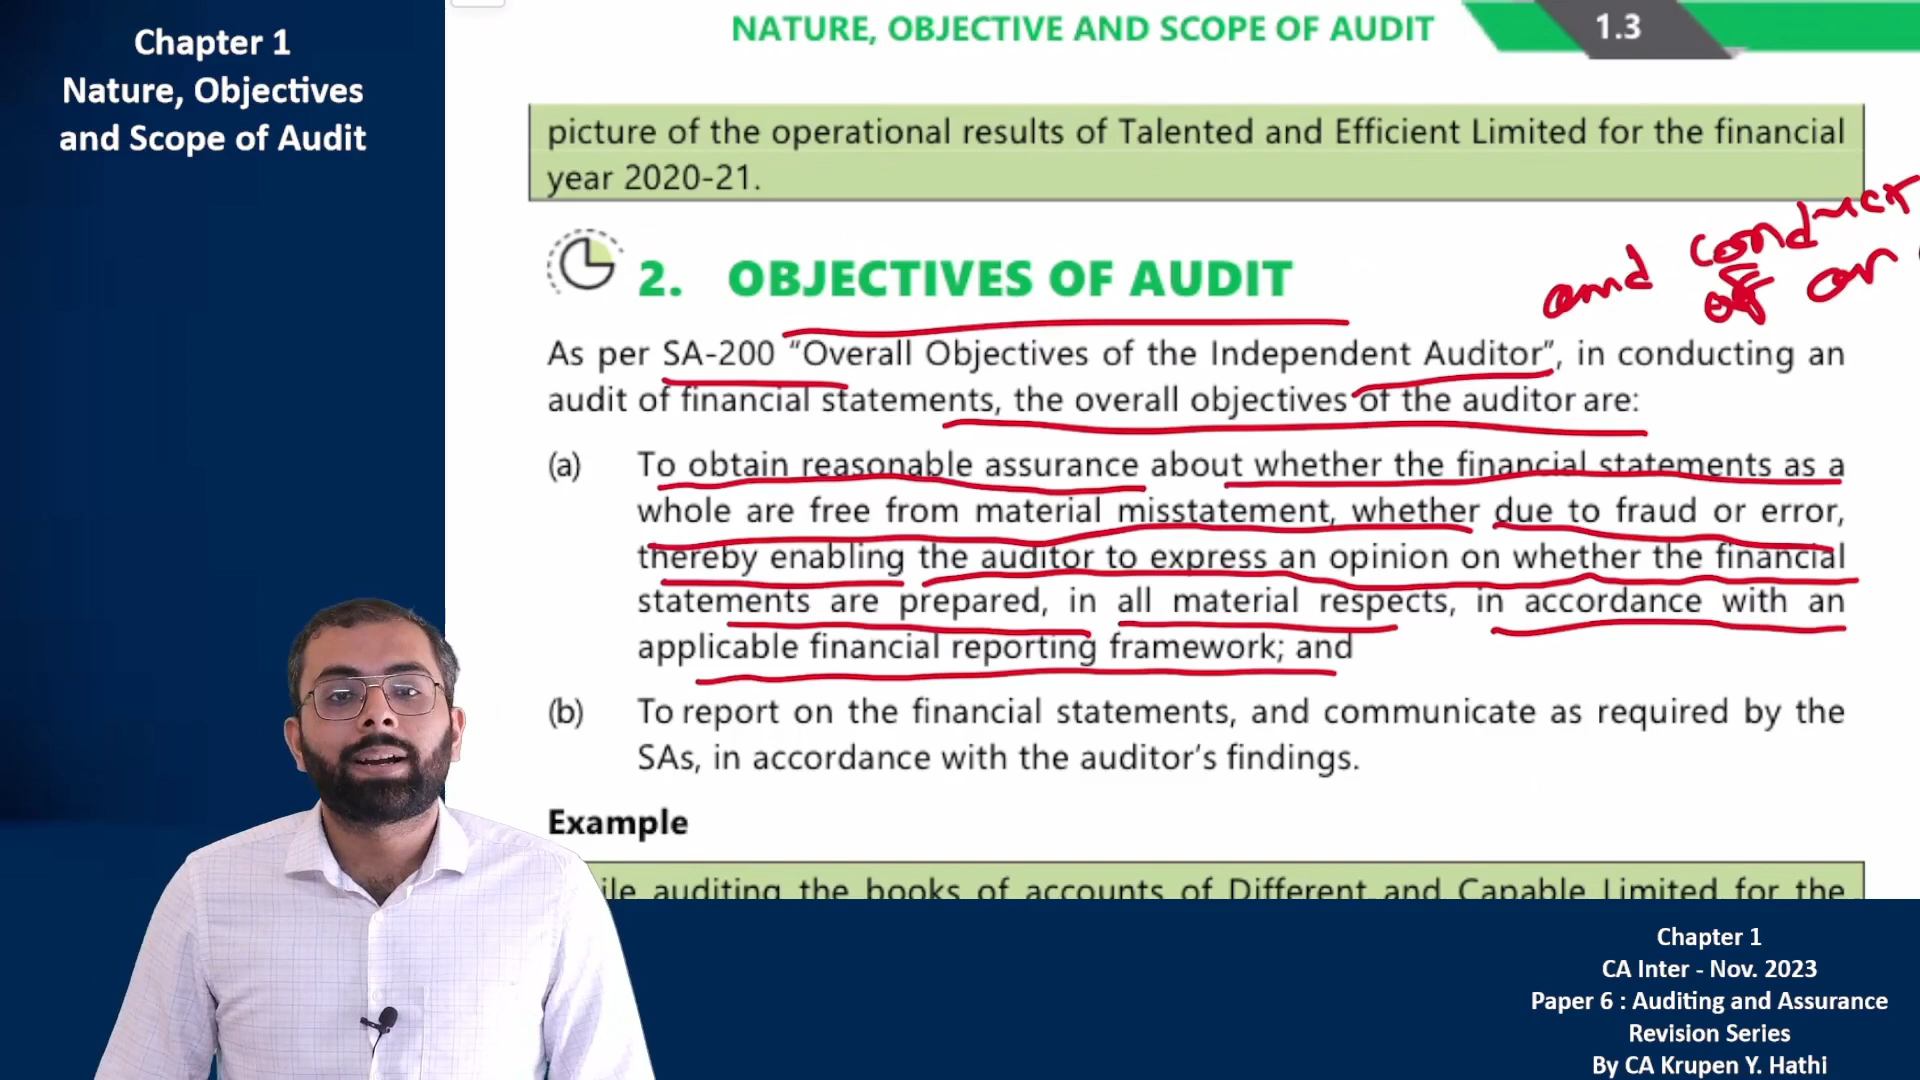 Chapter 1
Nature, Objectives
and Scope of Audit
NATURE, OBJECTIVE AND SCOPE OF AUDIT
1.3
picture of the operational results of Talented and Efficient Limited for the financial
year 2020-21.
and conduct
of an
2. OBJECTIVES OF AUDIT
As per SA-200 “Overall Objectives of the Independent Auditor”, in conducting an
audit of financial statements, the overall objectives of the auditor are:
(a) To obtain reasonable assurance about whether the financial statements as a
whole are free from material misstatement, whether due to fraud or error,
thereby enabling the auditor to express an opinion on whether the financial
statements are prepared, in all material respects, in accordance with an
applicable financial reporting framework; and
(b) To report on the financial statements, and communicate as required by the
SAs, in accordance with the auditor’s findings.
Example
auditing the books of accounts of Different and Capable Limited for the
Chapter 1
CA Inter - Nov. 2023
Paper 6 : Auditing and Assurance
Revision Series
By CA Krupen Y. Hathi